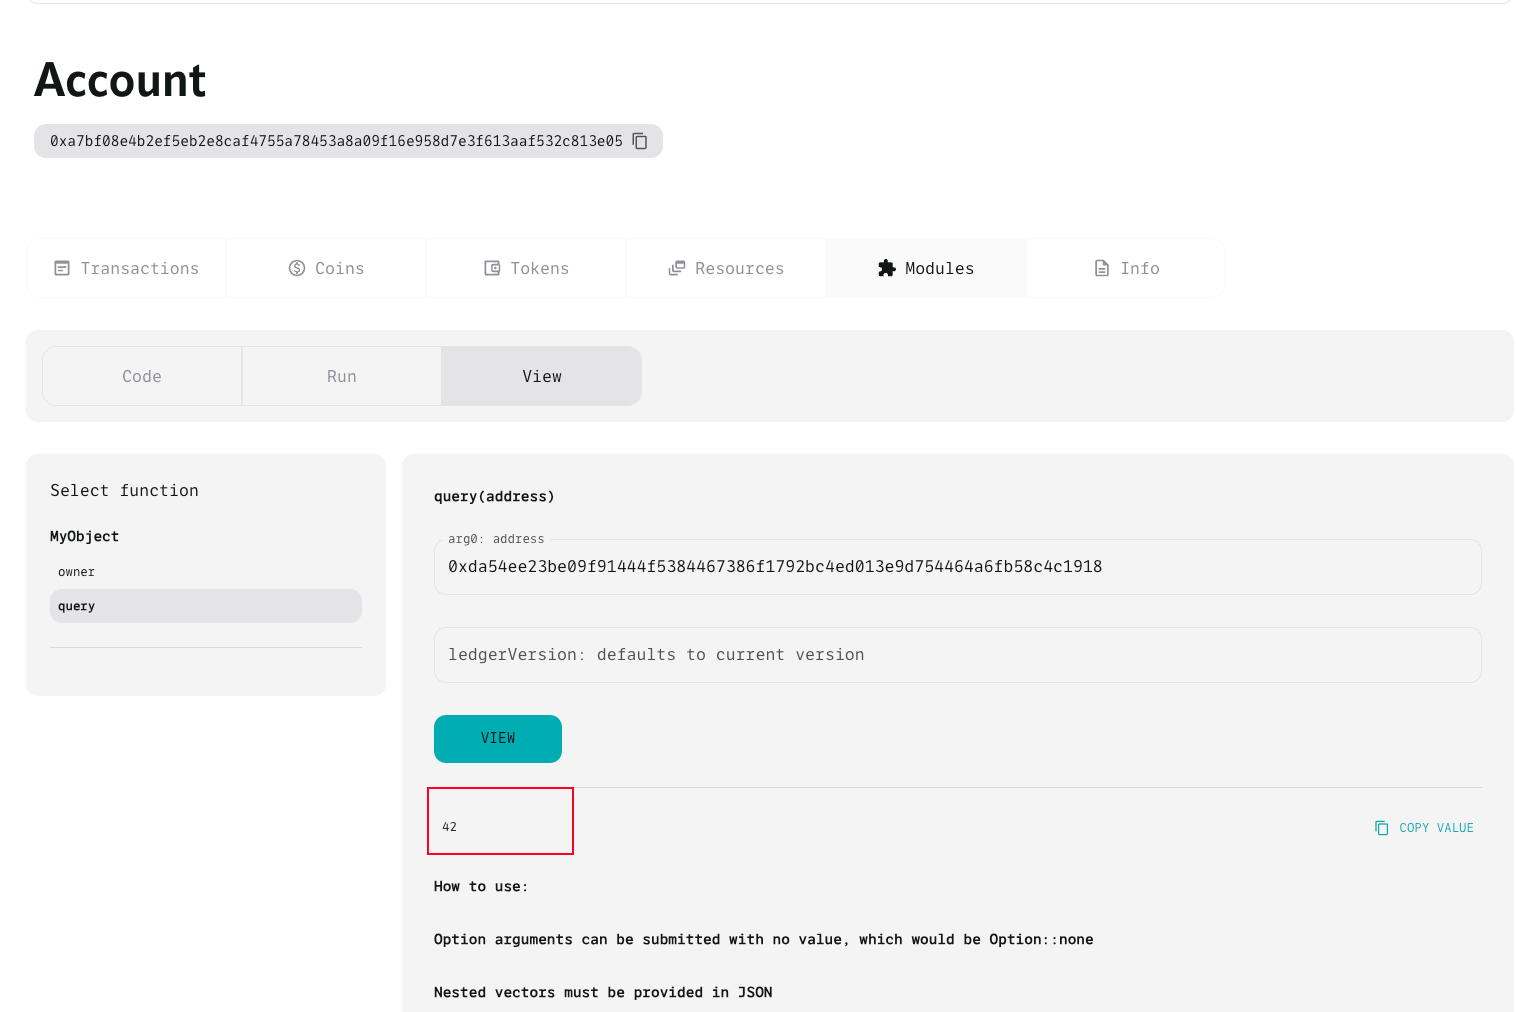 Account
0xa7bf08e4b2ef5eb2e8caf4755a78453a8a09f16e958d7e3f613aaf532c813e05
Transactions
Coins
Tokens
Resources
Modules
Info
Code
Run
View
Select function
MyObject
owner
query
query(address)
arg0: address
0xda54ee23be09f91444f5384467386f1792bc4ed013e9d754464a6fb58c4c1918
ledgerVersion: defaults to current version
VIEW
42
COPY VALUE
How to use:
Option arguments can be submitted with no value, which would be Option::none
Nested vectors must be provided in JSON